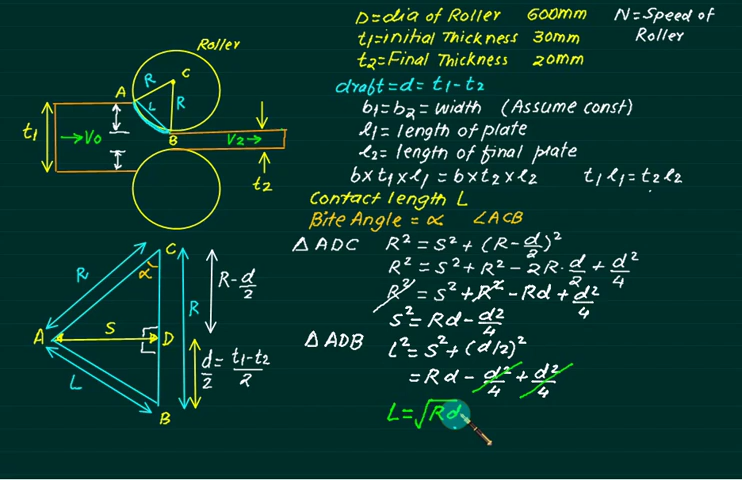 D=dia of Roller 600mm N=Speed of Roller
t1=initial Thickness 30mm
t2=Final Thickness 20mm
draft=d=t1-t2
b1=b2=width (Assume const)
l1=length of plate
l2=length of final plate
b×t1×l1=b×t2×l2 t1l1=t2l2
Contact length L
Bite Angle=α ∠ACB
△ADC R²=S²+(R-d/2)²
R²=S²+R²-2R·d/2+d²/4
R²=S²+R²-Rd+d²/4
S²=Rd-d²/4
△ADB L²=S²+(d/2)²
=Rd-d²/4+d²/4
L=√Rd
Roller
R
C
A
L
R
B
t1
→V0
V2→
t2
C
α
R
R-d/2
R
A
S
D
d/2=t1-t2/2
L
B